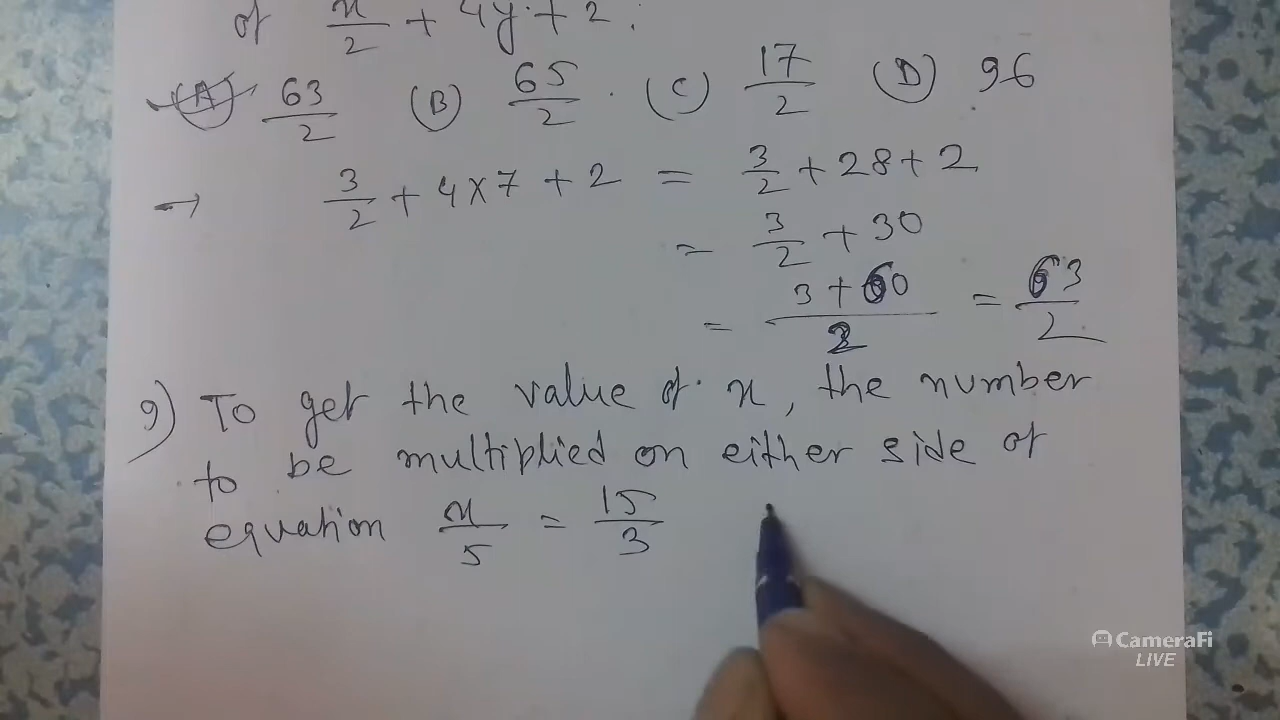 of x/2 + 4y + 2 :
(A) 63/2 (B) 65/2 . (C) 17/2 (D) 96
→ 3/2 + 4×7 + 2 = 3/2 + 28 + 2
= 3/2 + 30
= 3 + 60/2 = 63/2
9) To get the value of x, the number
to be multiplied on either side of
equation x/5 = 15/3
CameraFi
LIVE